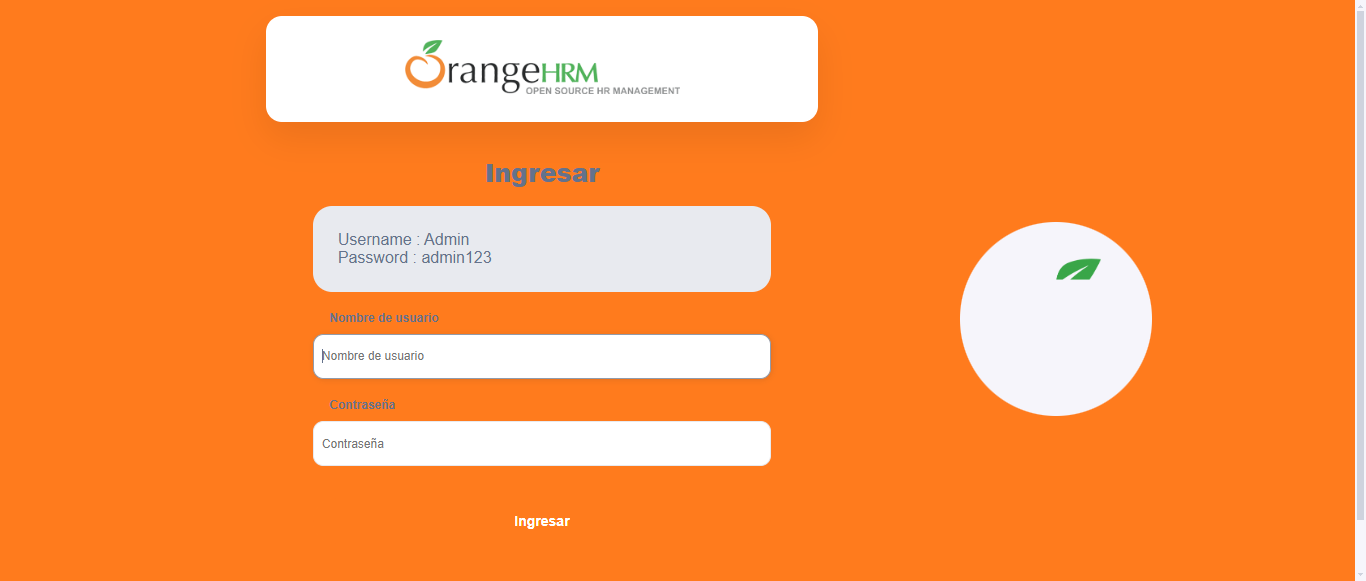 OrangeHRM
OPEN SOURCE HR MANAGEMENT
Ingresar
Username : Admin
Password : admin123
Nombre de usuario
Nombre de usuario
Contraseña
Contraseña
Ingresar